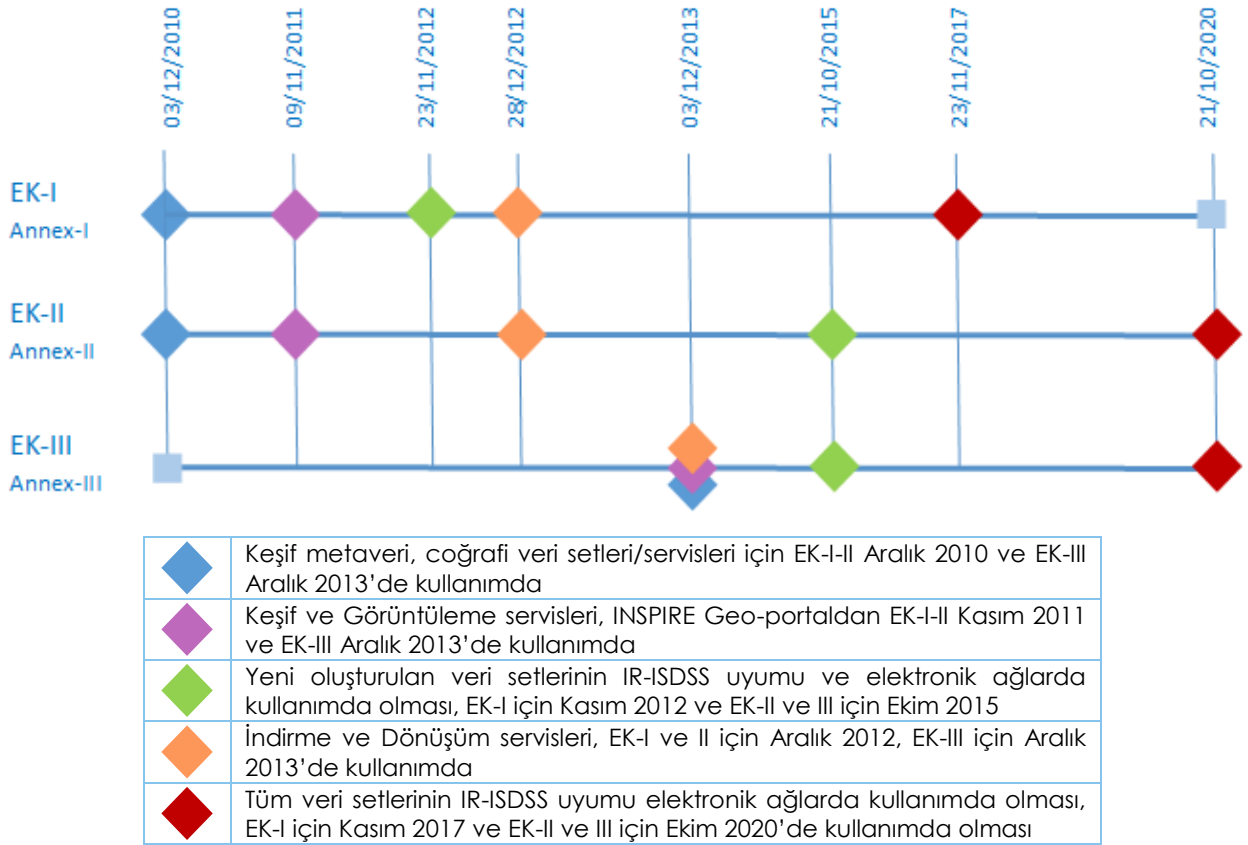 03/12/2010
09/11/2011
23/11/2012
28/12/2012
03/12/2013
21/10/2015
23/11/2017
21/10/2020
EK-I
Annex-I
EK-II
Annex-II
EK-III
Annex-III
Keşif metaveri, coğrafi veri setleri/servisleri için EK-I-II Aralık 2010 ve EK-III
Aralık 2013’de kullanımda
Keşif ve Görüntüleme servisleri, INSPIRE Geo-portaldan EK-I-II Kasım 2011
ve EK-III Aralık 2013’de kullanımda
Yeni oluşturulan veri setlerinin IR-ISDSS uyumu ve elektronik ağlarda
kullanımda olması, EK-I için Kasım 2012 ve EK-II ve III için Ekim 2015
İndirme ve Dönüşüm servisleri, EK-I ve II için Aralık 2012, EK-III için Aralık
2013’de kullanımda
Tüm veri setlerinin IR-ISDSS uyumu elektronik ağlarda kullanımda olması,
EK-I için Kasım 2017 ve EK-II ve III için Ekim 2020’de kullanımda olması